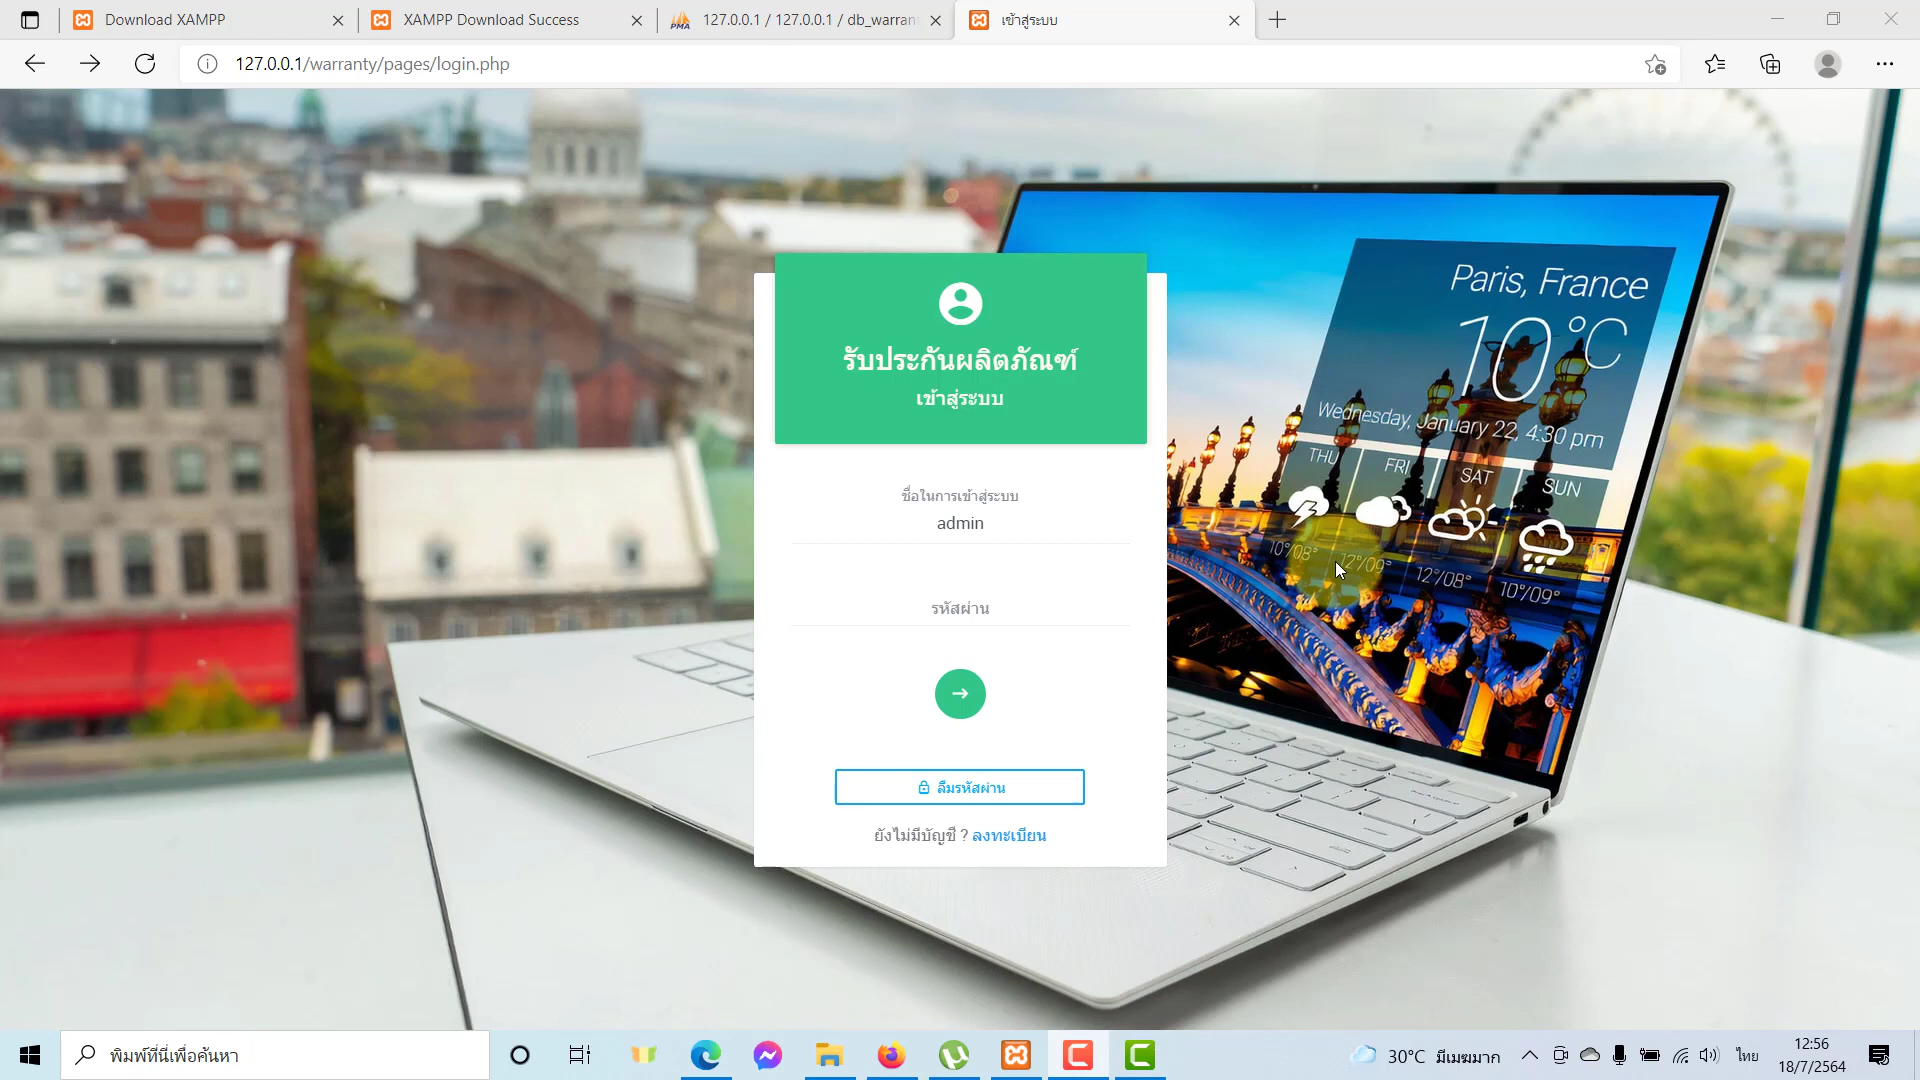 Download XAMPP
XAMPP Download Success
127.0.0.1 / 127.0.0.1 / db_warran
เข้าสู่ระบบ
127.0.0.1/warranty/pages/login.php
Paris, France
10°C
Wednesday, January 22, 4:30 pm
THU
FRI
SAT
SUN
10°/08°
12°/09°
12°/08°
10°/09°
รับประกันผลิตภัณฑ์
เข้าสู่ระบบ
ชื่อในการเข้าสู่ระบบ
admin
รหัสผ่าน
ลืมรหัสผ่าน
ยังไม่มีบัญชี ? ลงทะเบียน
พิมพ์ที่นี่เพื่อค้นหา
30°C มีเมฆมาก
ไทย
12:56
18/7/2564